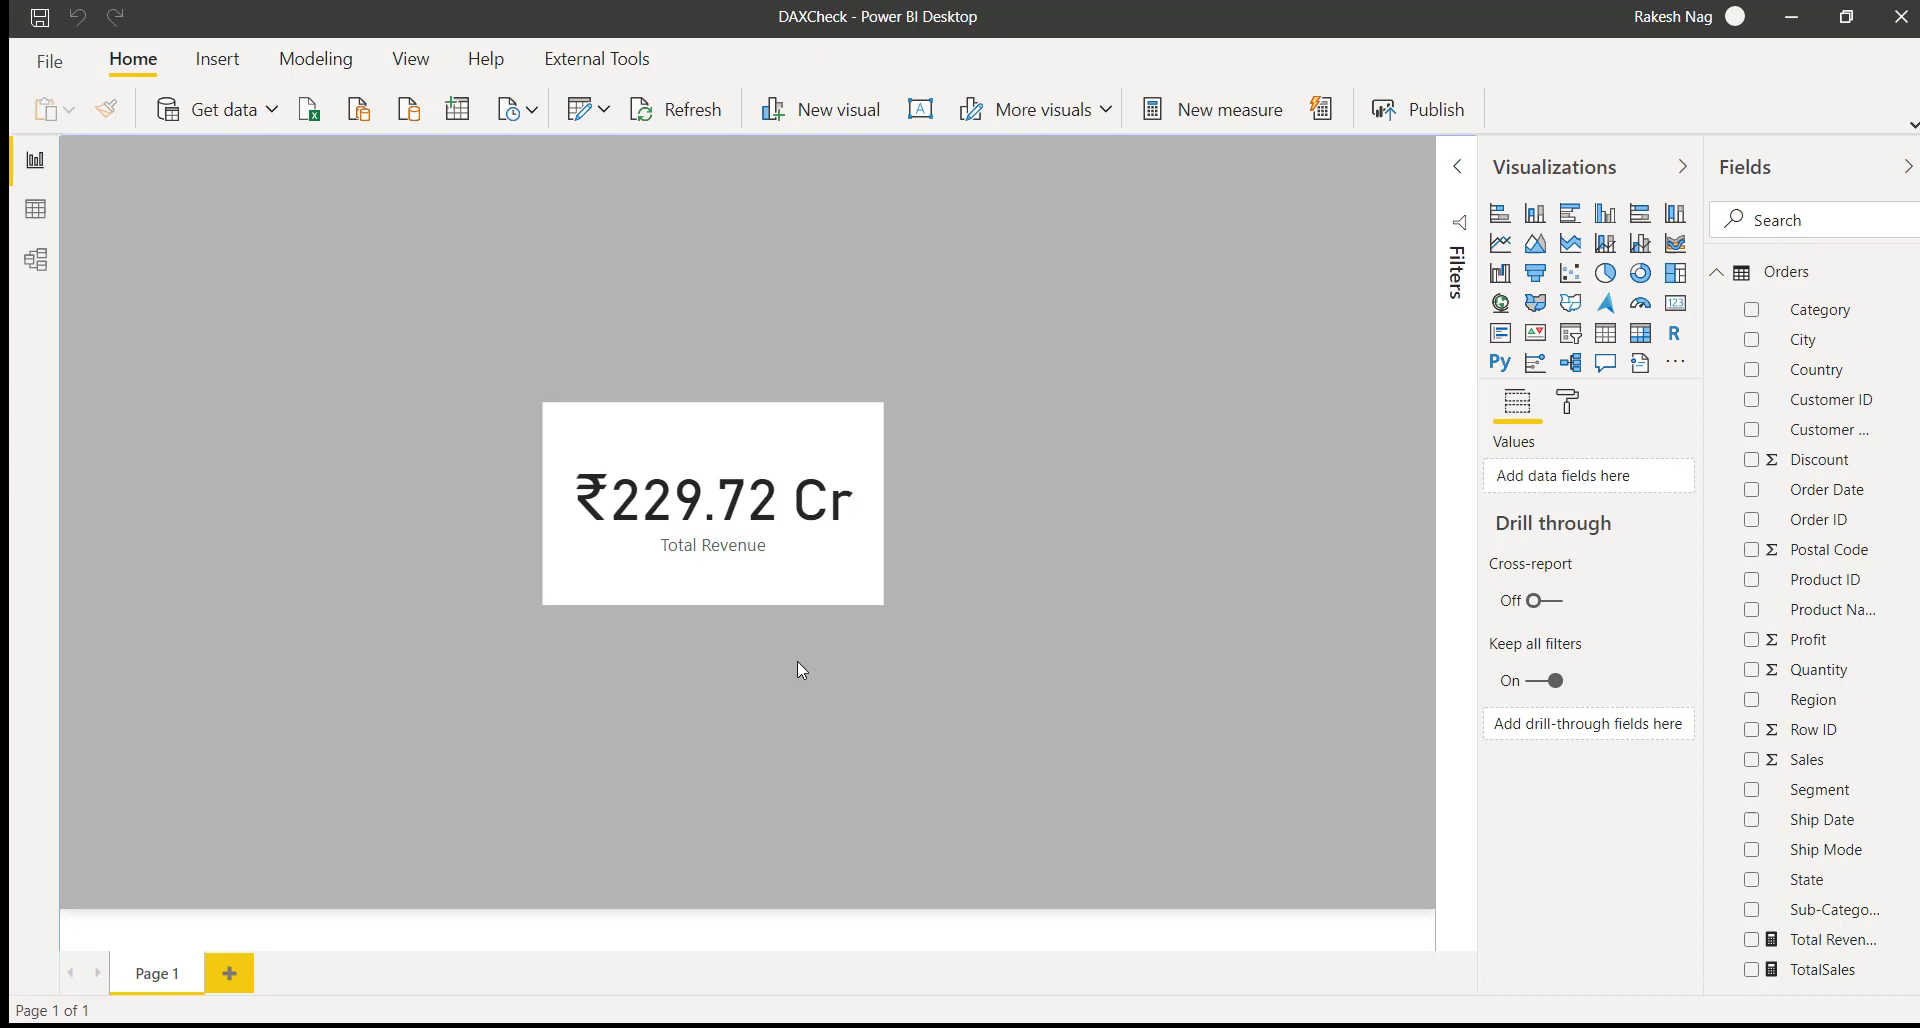 DAXCheck - Power BI Desktop
Rakesh Nag
File Home Insert Modeling View Help External Tools
Get data Refresh New visual More visuals New measure Publish
₹229.72 Cr
Total Revenue
Filters
Visualizations
R
Py
Values
Add data fields here
Drill through
Cross-report
Off
Keep all filters
On
Add drill-through fields here
Fields
Search
Orders
Category
City
Country
Customer ID
Customer ...
Σ Discount
Order Date
Order ID
Σ Postal Code
Product ID
Product Na...
Σ Profit
Σ Quantity
Region
Σ Row ID
Σ Sales
Segment
Ship Date
Ship Mode
State
Sub-Catego...
Total Reven...
TotalSales
Page 1
Page 1 of 1